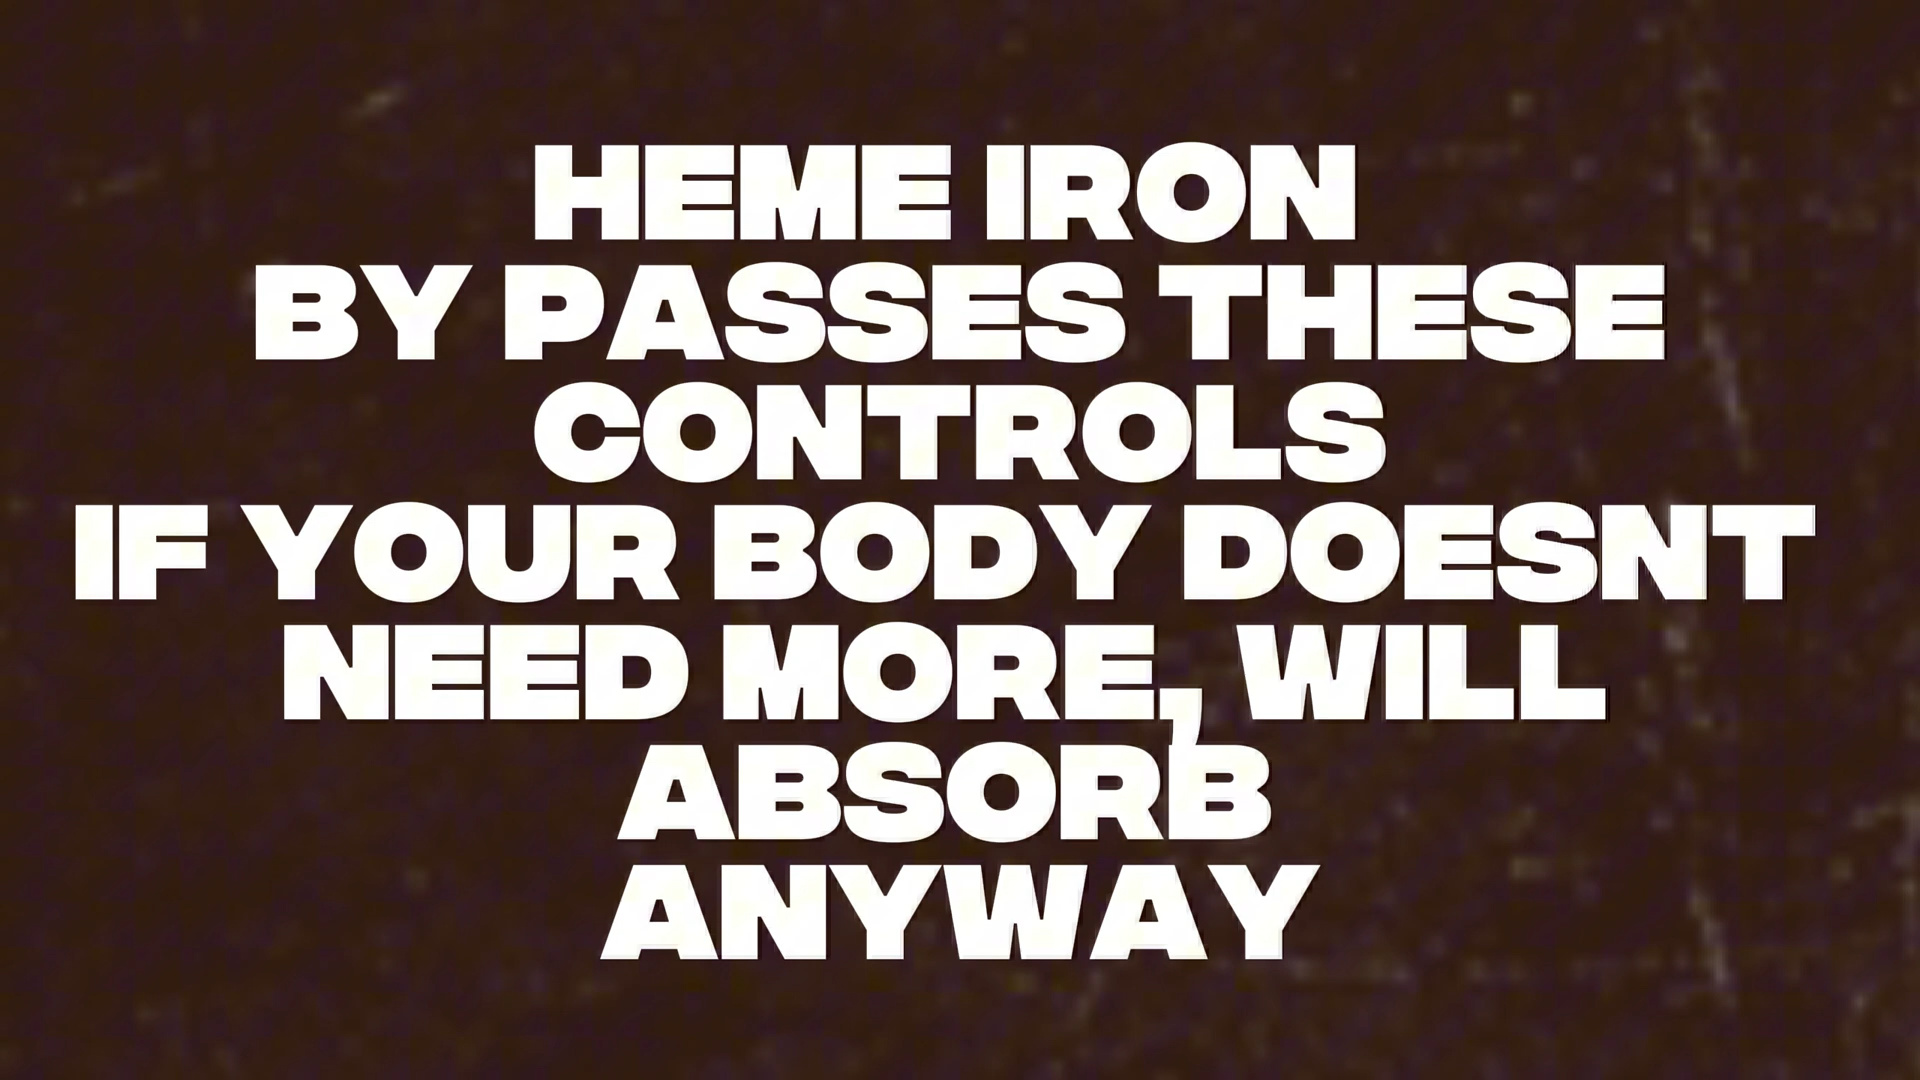 HEME IRON
BY PASSES THESE
CONTROLS
IF YOUR BODY DOESNT
NEED MORE, WILL
ABSORB
ANYWAY